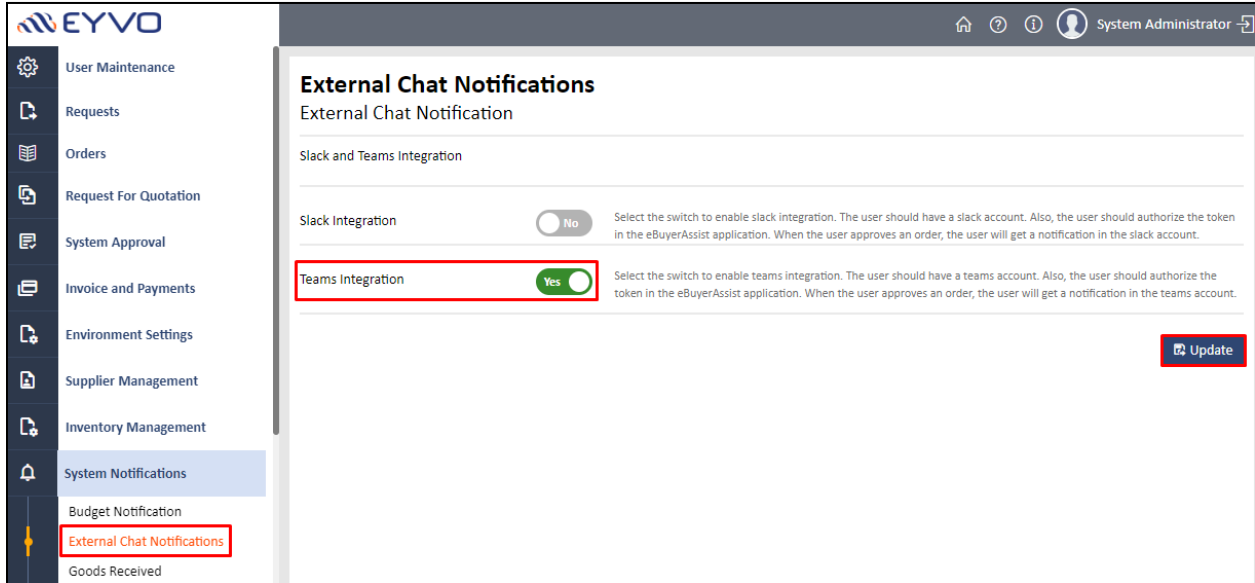 EYVO
System Administrator
User Maintenance
Requests
Orders
Request For Quotation
System Approval
Invoice and Payments
Environment Settings
Supplier Management
Inventory Management
System Notifications
Budget Notification
External Chat Notifications
Goods Received
External Chat Notifications
External Chat Notification
Slack and Teams Integration
Slack Integration
No
Select the switch to enable slack integration. The user should have a slack account. Also, the user should authorize the token
in the eBuyerAssist application. When the user approves an order, the user will get a notification in the slack account.
Teams Integration
Yes
Select the switch to enable teams integration. The user should have a teams account. Also, the user should authorize the
token in the eBuyerAssist application. When the user approves an order, the user will get a notification in the teams account.
Update